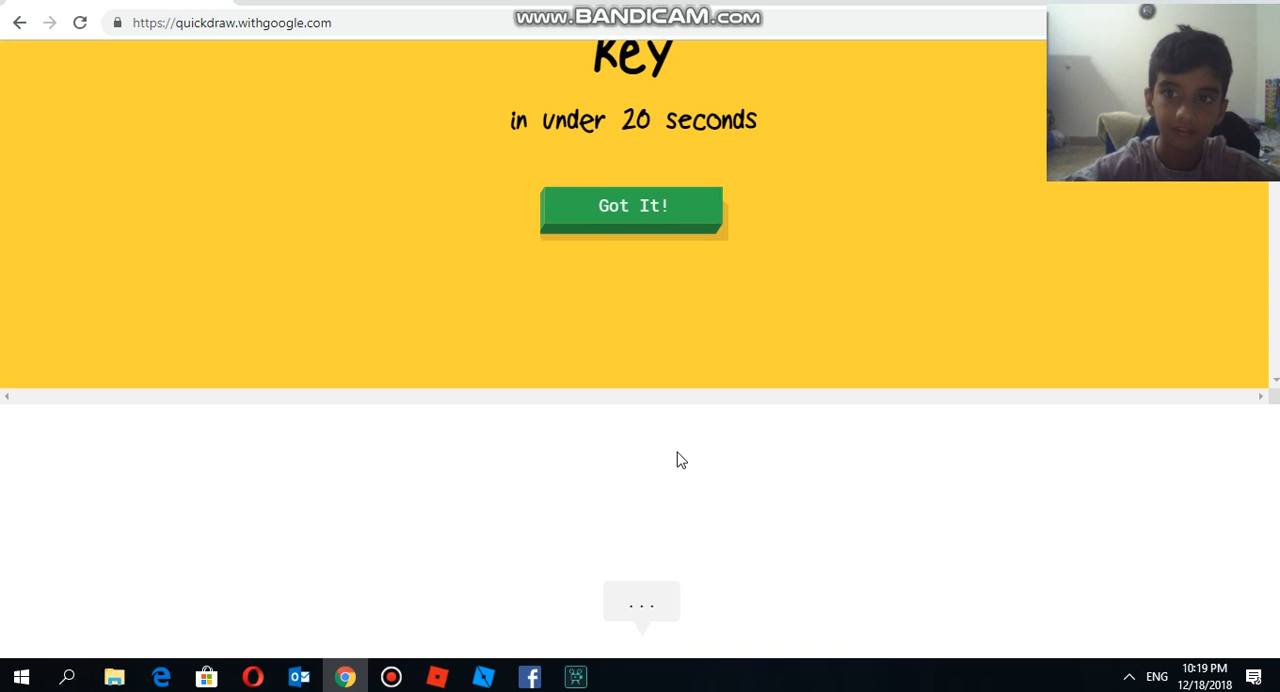 https://quickdraw.withgoogle.com
WWW.BANDICAM.COM
key
in under 20 seconds
Got It!
...
ENG
10:19 PM
12/18/2018